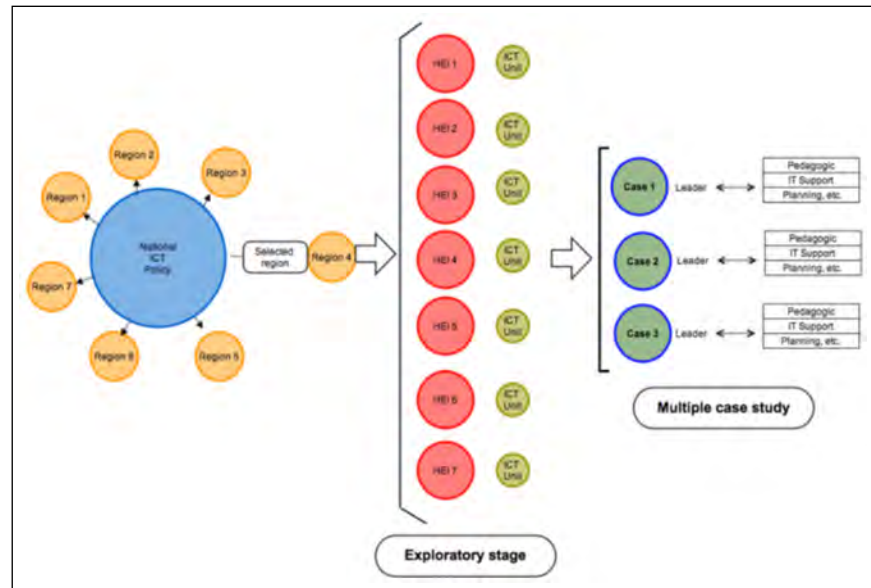 Region 2
Region 3
Region 1
National
ICT
Policy
Selected
region
Region 4
Region 7
Region 6
Region 5
HEI 1
ICT
Unit
HEI 2
ICT
Unit
HEI 3
ICT
Unit
HEI 4
ICT
Unit
HEI 5
ICT
Unit
HEI 6
ICT
Unit
HEI 7
ICT
Unit
Exploratory stage
Case 1
Leader
Pedagogic
IT Support
Planning, etc.
Case 2
Leader
Pedagogic
IT Support
Planning, etc.
Case 3
Leader
Pedagogic
IT Support
Planning, etc.
Multiple case study